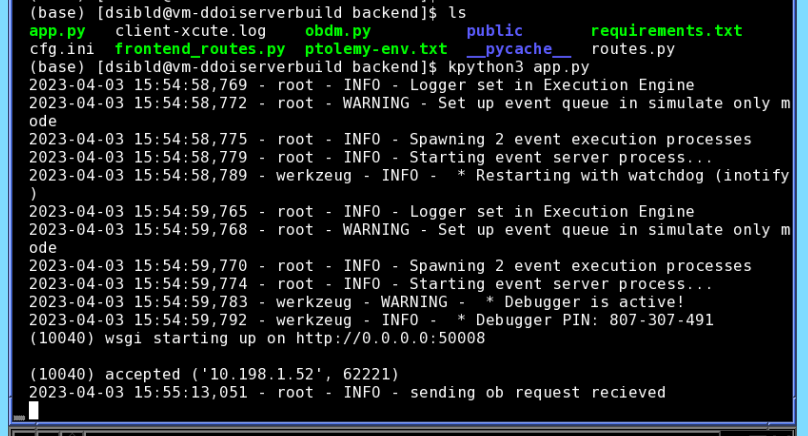 (base) [dsibld@vm-ddoiserverbuild backend]$ ls
app.py client-xcute.log obdm.py public requirements.txt
cfg.ini frontend_routes.py ptolemy-env.txt __pycache__ routes.py
(base) [dsibld@vm-ddoiserverbuild backend]$ kpython3 app.py
2023-04-03 15:54:58,769 - root - INFO - Logger set in Execution Engine
2023-04-03 15:54:58,772 - root - WARNING - Set up event queue in simulate only m
ode
2023-04-03 15:54:58,775 - root - INFO - Spawning 2 event execution processes
2023-04-03 15:54:58,779 - root - INFO - Starting event server process...
2023-04-03 15:54:58,789 - werkzeug - INFO -  * Restarting with watchdog (inotify
)
2023-04-03 15:54:59,765 - root - INFO - Logger set in Execution Engine
2023-04-03 15:54:59,768 - root - WARNING - Set up event queue in simulate only m
ode
2023-04-03 15:54:59,770 - root - INFO - Spawning 2 event execution processes
2023-04-03 15:54:59,774 - root - INFO - Starting event server process...
2023-04-03 15:54:59,783 - werkzeug - WARNING -  * Debugger is active!
2023-04-03 15:54:59,792 - werkzeug - INFO -  * Debugger PIN: 807-307-491
(10040) wsgi starting up on http://0.0.0.0:50008
(10040) accepted ('10.198.1.52', 62221)
2023-04-03 15:55:13,051 - root - INFO - sending ob request recieved